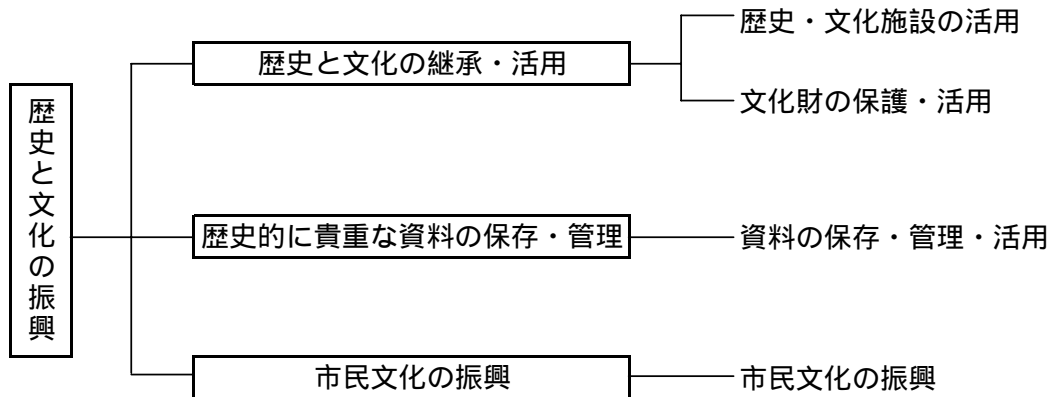 歴史と文化の振興
歴史と文化の継承・活用
歴史・文化施設の活用
文化財の保護・活用
歴史的に貴重な資料の保存・管理
資料の保存・管理・活用
市民文化の振興
市民文化の振興